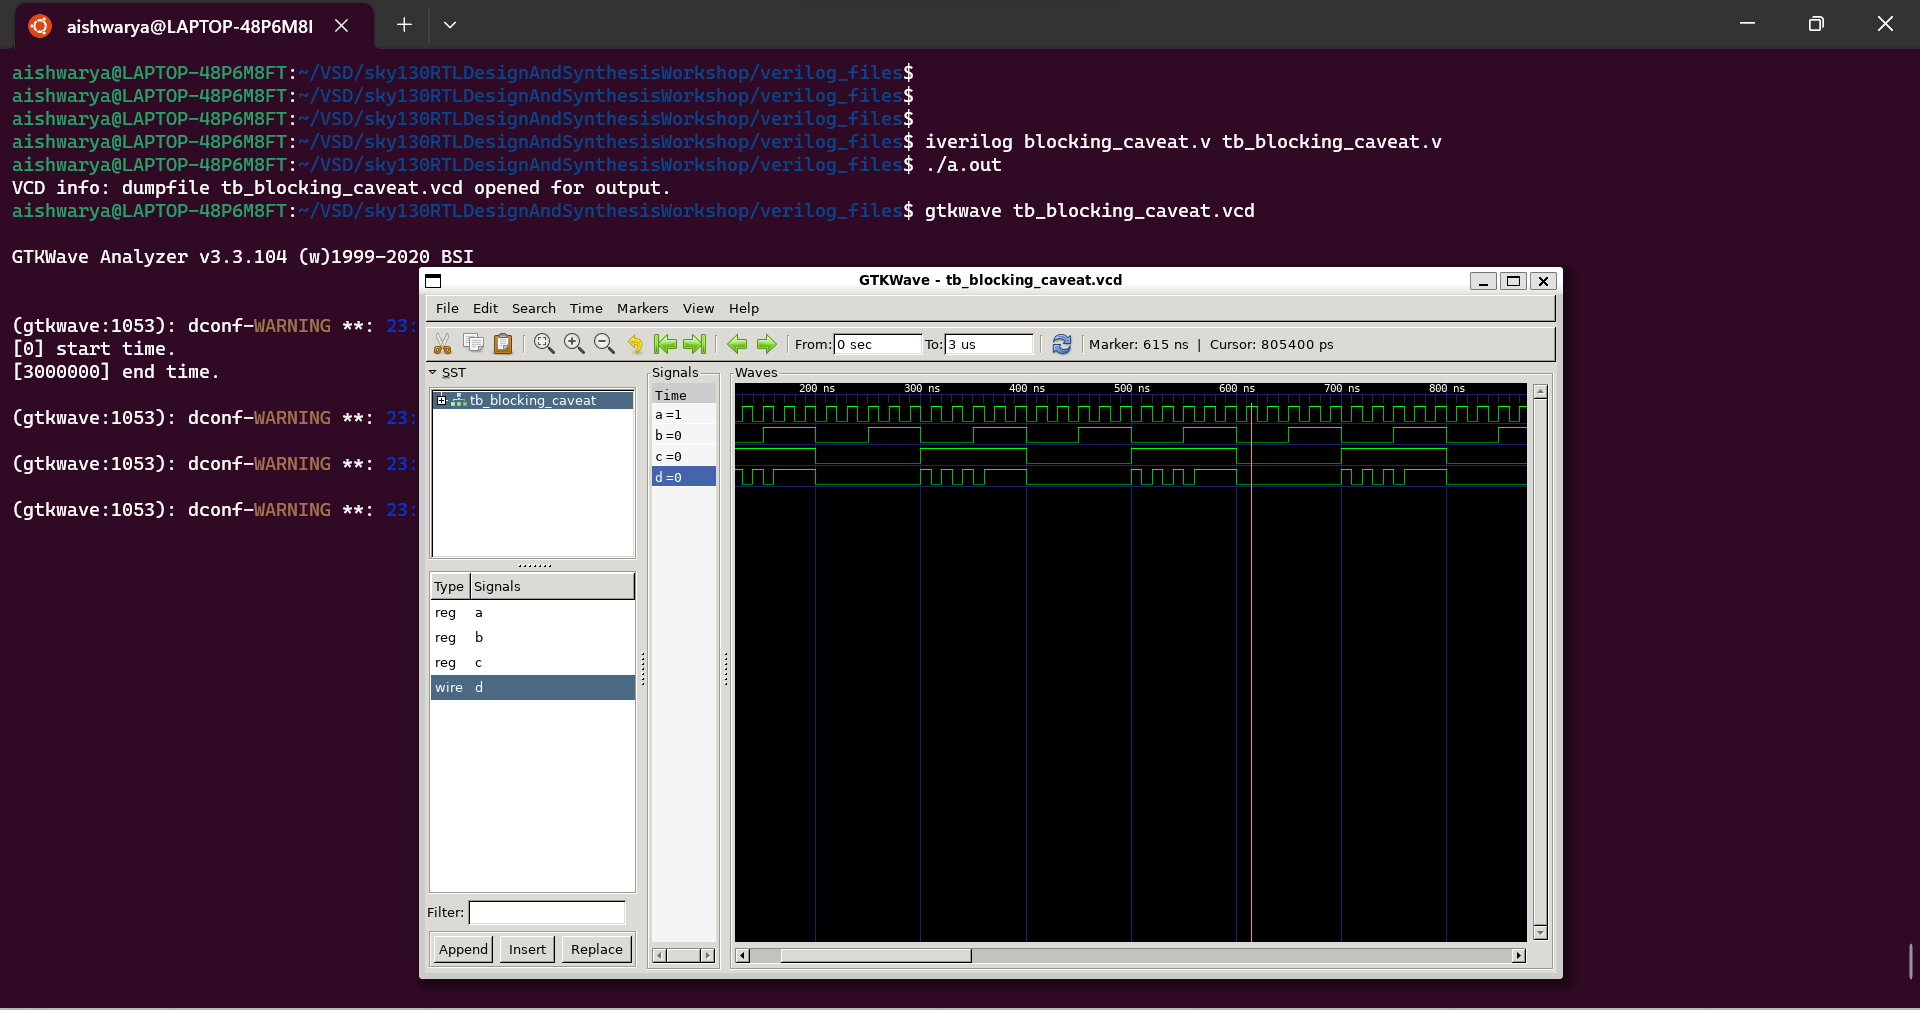 aishwarya@LAPTOP-48P6M8I
aishwarya@LAPTOP-48P6M8FT:~/VSD/sky130RTLDesignAndSynthesisWorkshop/verilog_files$
aishwarya@LAPTOP-48P6M8FT:~/VSD/sky130RTLDesignAndSynthesisWorkshop/verilog_files$
aishwarya@LAPTOP-48P6M8FT:~/VSD/sky130RTLDesignAndSynthesisWorkshop/verilog_files$
aishwarya@LAPTOP-48P6M8FT:~/VSD/sky130RTLDesignAndSynthesisWorkshop/verilog_files$ iverilog blocking_caveat.v tb_blocking_caveat.v
aishwarya@LAPTOP-48P6M8FT:~/VSD/sky130RTLDesignAndSynthesisWorkshop/verilog_files$ ./a.out
VCD info: dumpfile tb_blocking_caveat.vcd opened for output.
aishwarya@LAPTOP-48P6M8FT:~/VSD/sky130RTLDesignAndSynthesisWorkshop/verilog_files$ gtkwave tb_blocking_caveat.vcd
GTKWave Analyzer v3.3.104 (w)1999-2020 BSI
(gtkwave:1053): dconf-WARNING **: 23:
[0] start time.
[3000000] end time.
(gtkwave:1053): dconf-WARNING **: 23:
(gtkwave:1053): dconf-WARNING **: 23:
(gtkwave:1053): dconf-WARNING **: 23:
GTKWave - tb_blocking_caveat.vcd
File Edit Search Time Markers View Help
From: 0 sec To: 3 us Marker: 615 ns | Cursor: 805400 ps
SST
tb_blocking_caveat
Type Signals
reg a
reg b
reg c
wire d
Filter:
Append Insert Replace
Signals
Time
a =1
b =0
c =0
d =0
Waves
200 ns 300 ns 400 ns 500 ns 600 ns 700 ns 800 ns